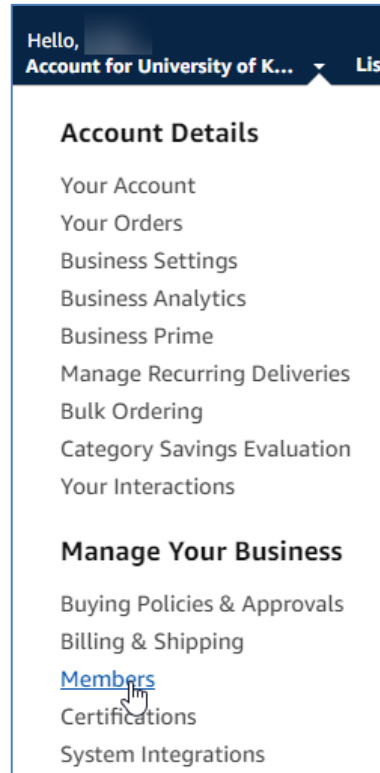 Hello,
Account for University of K... Lis
Account Details
Your Account
Your Orders
Business Settings
Business Analytics
Business Prime
Manage Recurring Deliveries
Bulk Ordering
Category Savings Evaluation
Your Interactions
Manage Your Business
Buying Policies & Approvals
Billing & Shipping
Members
Certifications
System Integrations